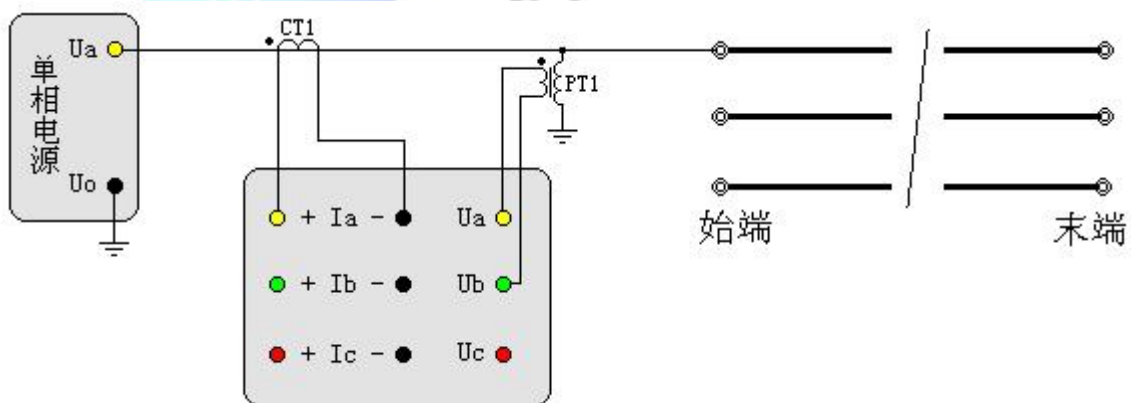 CT1
Ua
单相电源
PT1
Uo
+ Ia - Ua
+ Ib - Ub
+ Ic - Uc
始端 末端